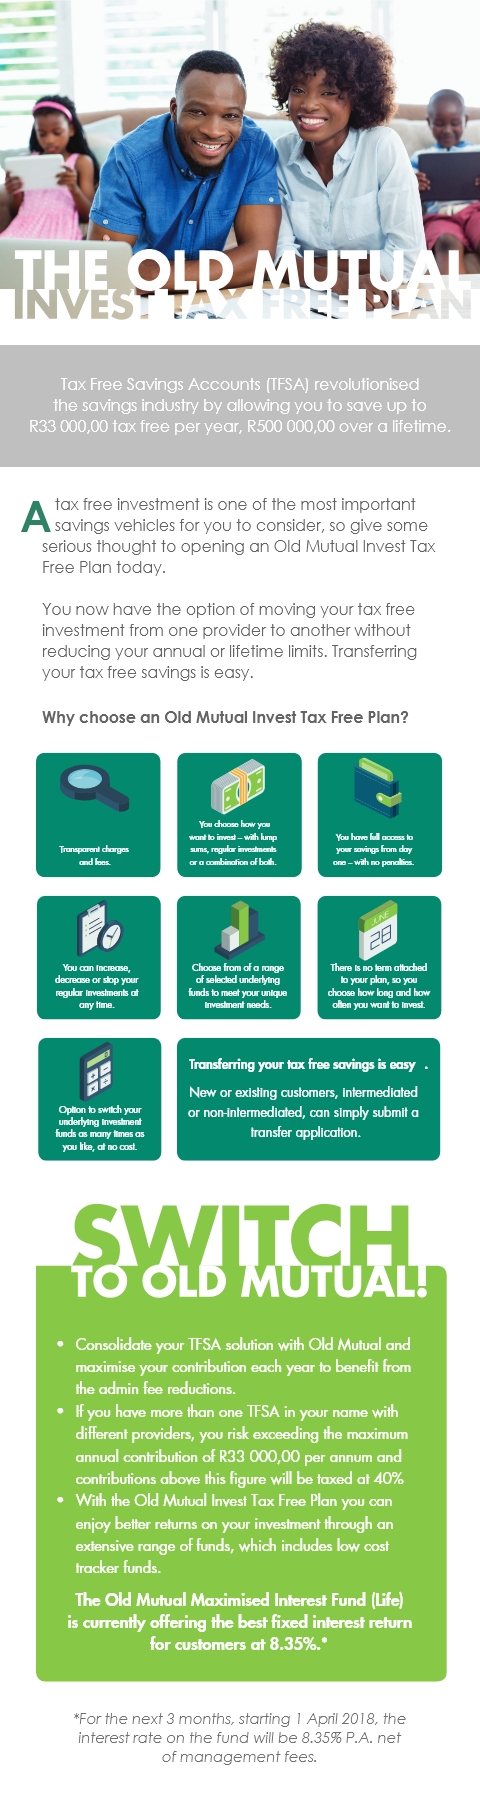 THE OLD MUTUAL
INVEST TAX FREE PLAN
Tax Free Savings Accounts (TFSA) revolutionised
the savings industry by allowing you to save up to
R33 000,00 tax free per year, R500 000,00 over a lifetime.
A tax free investment is one of the most important
savings vehicles for you to consider, so give some
serious thought to opening an Old Mutual Invest Tax
Free Plan today.
You now have the option of moving your tax free
investment from one provider to another without
reducing your annual or lifetime limits. Transferring
your tax free savings is easy.
Why choose an Old Mutual Invest Tax Free Plan?
Transparent charges
and fees.
You choose how you
want to invest – with lump
sums, regular investments
or a combination of both.
You have full access to
your savings from day
one – with no penalties.
You can increase,
decrease or stop your
regular investments at
any time.
Choose from of a range
of selected underlying
funds to meet your unique
investment needs.
JUNE
28
There is no term attached
to your plan, so you
choose how long and how
often you want to invest.
Option to switch your
underlying investment
funds as many times as
you like, at no cost.
Transferring your tax free savings is easy .
New or existing customers, intermediated
or non-intermediated, can simply submit a
transfer application.
SWITCH
TO OLD MUTUAL!
• Consolidate your TFSA solution with Old Mutual and
maximise your contribution each year to benefit from
the admin fee reductions.
• If you have more than one TFSA in your name with
different providers, you risk exceeding the maximum
annual contribution of R33 000,00 per annum and
contributions above this figure will be taxed at 40%
• With the Old Mutual Invest Tax Free Plan you can
enjoy better returns on your investment through an
extensive range of funds, which includes low cost
tracker funds.
The Old Mutual Maximised Interest Fund (Life)
is currently offering the best fixed interest return
for customers at 8.35%.*
*For the next 3 months, starting 1 April 2018, the
interest rate on the fund will be 8.35% P.A. net
of management fees.